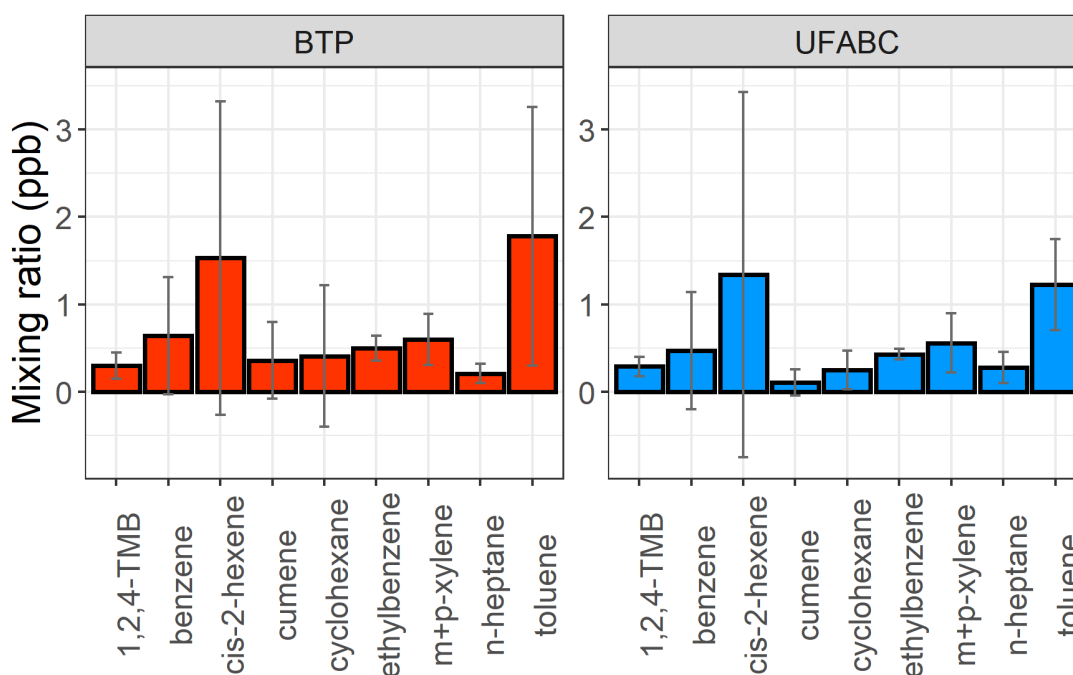 BTP
UFABC
Mixing ratio (ppb)
3
2
1
0
3
2
1
0
1,2,4-TMB
benzene
cis-2-hexene
cumene
cyclohexane
ethylbenzene
m+p-xylene
n-heptane
toluene
1,2,4-TMB
benzene
cis-2-hexene
cumene
cyclohexane
ethylbenzene
m+p-xylene
n-heptane
toluene